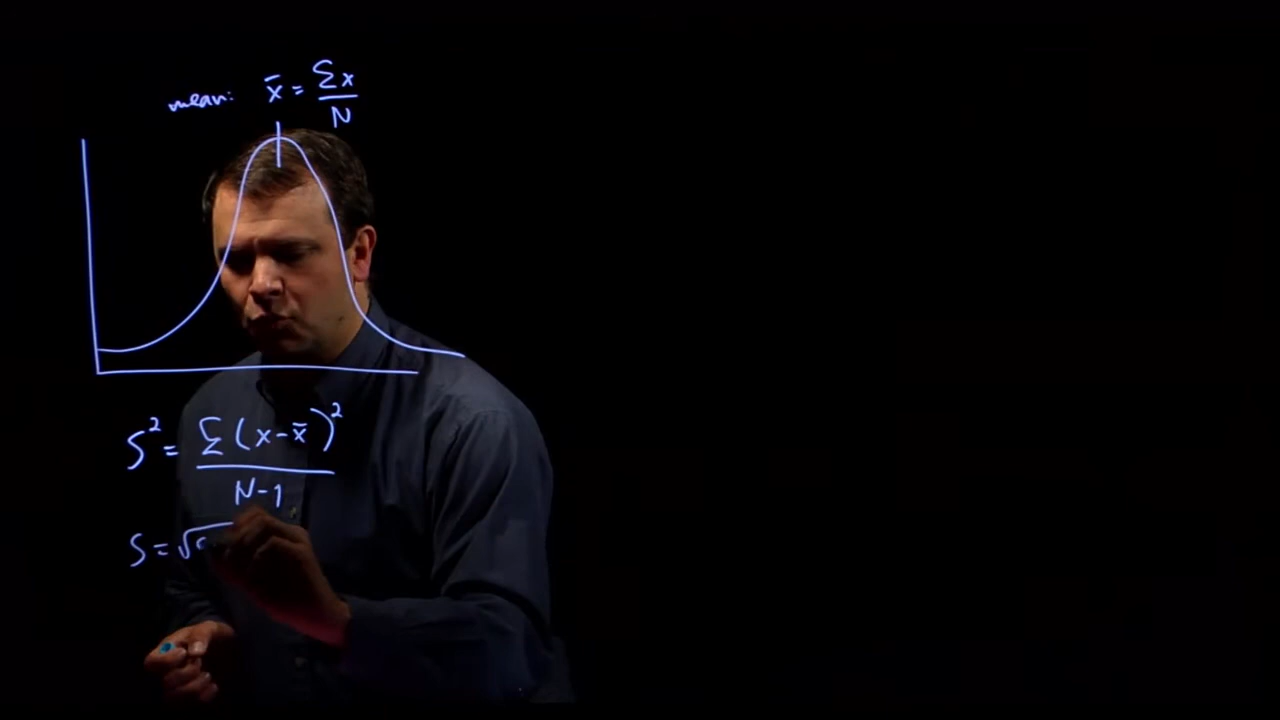 mean: x̄ = Σx / N
S² = Σ(x-x̄)² / N-1
S = √